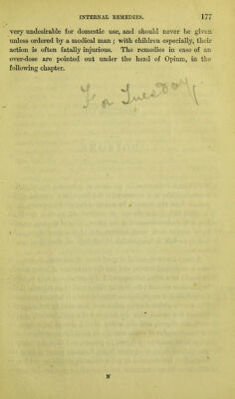 INTERNAL REMEDIES. 177
very undesirable for domestic use, and should never be given
unless ordered by a medical man ; with children especially, their
action is often fatally injurious. The remedies in case of an
over-dose are pointed out under the head of Opium, in the
following chapter.
For Tuesday.
N